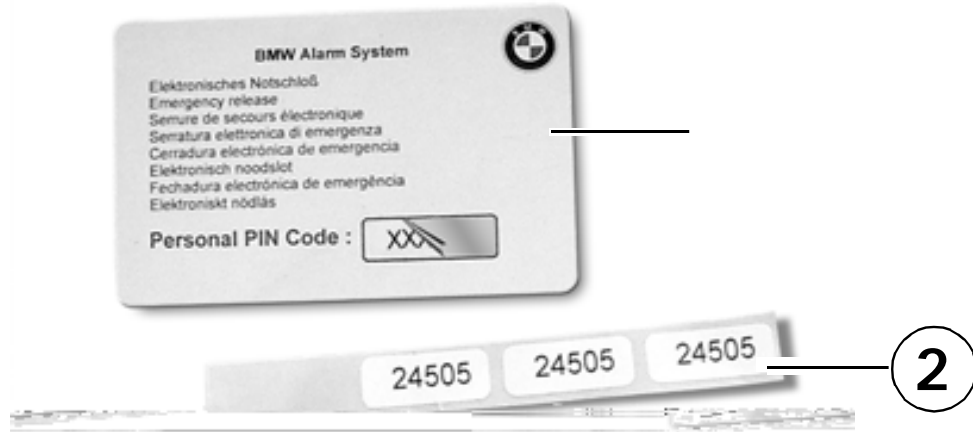 BMW Alarm System
Elektronisches Notschloß
Emergency release
Serrure de secours électronique
Serratura elettronica di emergenza
Cerradura electrónica de emergencia
Elektronisch noodslot
Fechadura electrónica de emergência
Elektroniskt nödlås
Personal PIN Code : XXX
24505 24505 24505
2